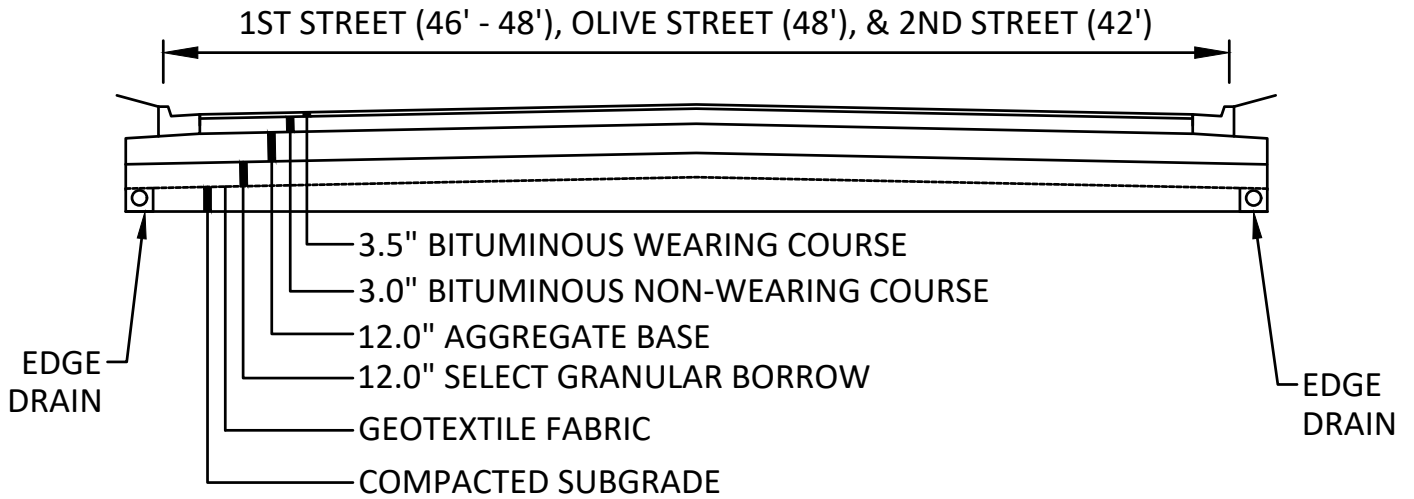 1ST STREET (46' - 48'), OLIVE STREET (48'), & 2ND STREET (42')
3.5" BITUMINOUS WEARING COURSE
3.0" BITUMINOUS NON-WEARING COURSE
12.0" AGGREGATE BASE
12.0" SELECT GRANULAR BORROW
GEOTEXTILE FABRIC
COMPACTED SUBGRADE
EDGE
DRAIN
EDGE
DRAIN